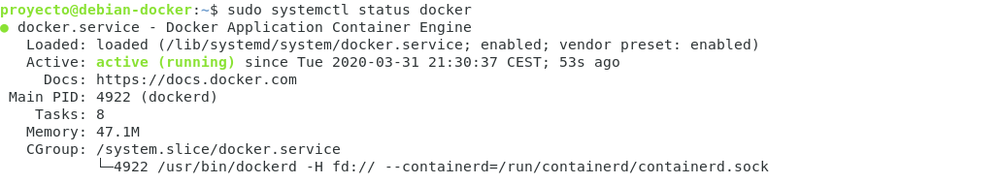 proyecto@debian-docker:~$ sudo systemctl status docker
● docker.service - Docker Application Container Engine
   Loaded: loaded (/lib/systemd/system/docker.service; enabled; vendor preset: enabled)
   Active: active (running) since Tue 2020-03-31 21:30:37 CEST; 53s ago
     Docs: https://docs.docker.com
 Main PID: 4922 (dockerd)
    Tasks: 8
   Memory: 47.1M
   CGroup: /system.slice/docker.service
           └─4922 /usr/bin/dockerd -H fd:// --containerd=/run/containerd/containerd.sock